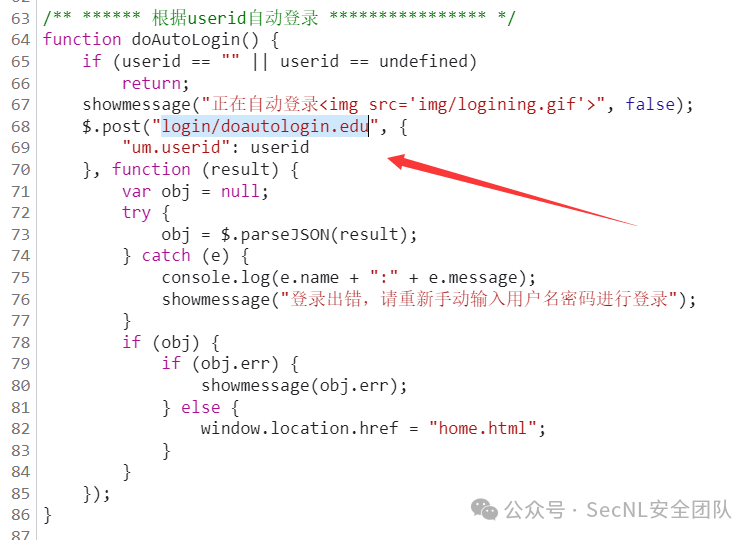 63 /** ****** 根据userid自动登录 **************** */
64 function doAutoLogin() {
65     if (userid == "" || userid == undefined)
66         return;
67     showmessage("正在自动登录<img src='img/logining.gif'>", false);
68     $.post("login/doautologin.edu", {
69         "um.userid": userid
70     }, function (result) {
71         var obj = null;
72         try {
73             obj = $.parseJSON(result);
74         } catch (e) {
75             console.log(e.name + ":" + e.message);
76             showmessage("登录出错，请重新手动输入用户名密码进行登录");
77         }
78         if (obj) {
79             if (obj.err) {
80                 showmessage(obj.err);
81             } else {
82                 window.location.href = "home.html";
83             }
84         }
85     });
86 }
87
公众号 · SecNL安全团队